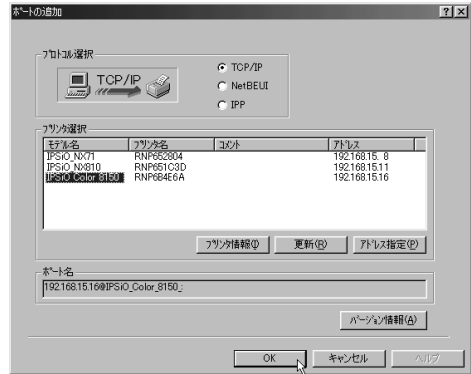 ﾎﾟｰﾄの追加
ﾌﾟﾛﾄｺﾙ選択
TCP/IP
TCP/IP
NetBEUI
IPP
ﾌﾟﾘﾝﾀ選択
ﾓﾃﾞﾙ名 ﾌﾟﾘﾝﾀ名 ｺﾒﾝﾄ ｱﾄﾞﾚｽ
IPSiO NX71 RNP652804 192.168.15. 8
IPSiO NX810 RNP651C3D 192.168.15.11
IPSiO Color 8150 RNP6B4E6A 192.168.15.16
ﾌﾟﾘﾝﾀ情報(I) 更新(R) ｱﾄﾞﾚｽ指定(P)
ﾎﾟｰﾄ名
192.168.15.16@IPSiO_Color_8150_:
ﾊﾞｰｼﾞｮﾝ情報(A)
OK ｷｬﾝｾﾙ ﾍﾙﾌﾟ